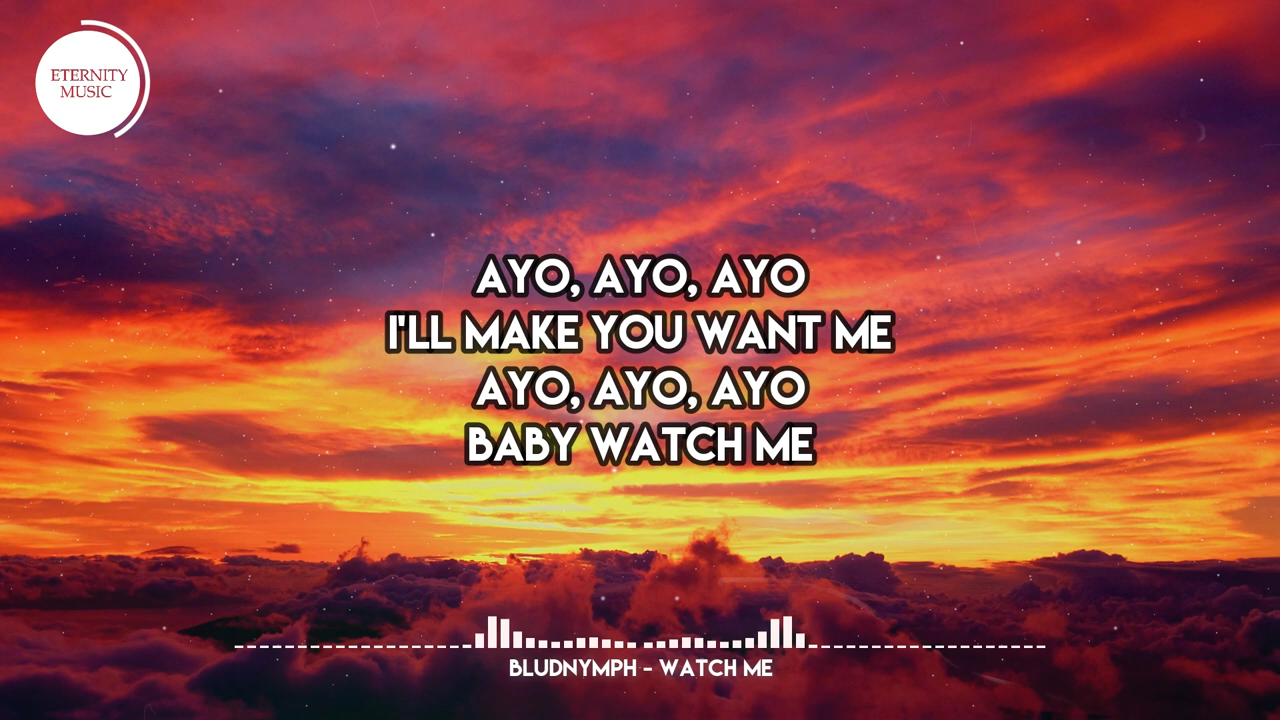 ETERNITY
MUSIC
AYO, AYO, AYO
I'LL MAKE YOU WANT ME
AYO, AYO, AYO
BABY WATCH ME
BLUDNYMPH - WATCH ME